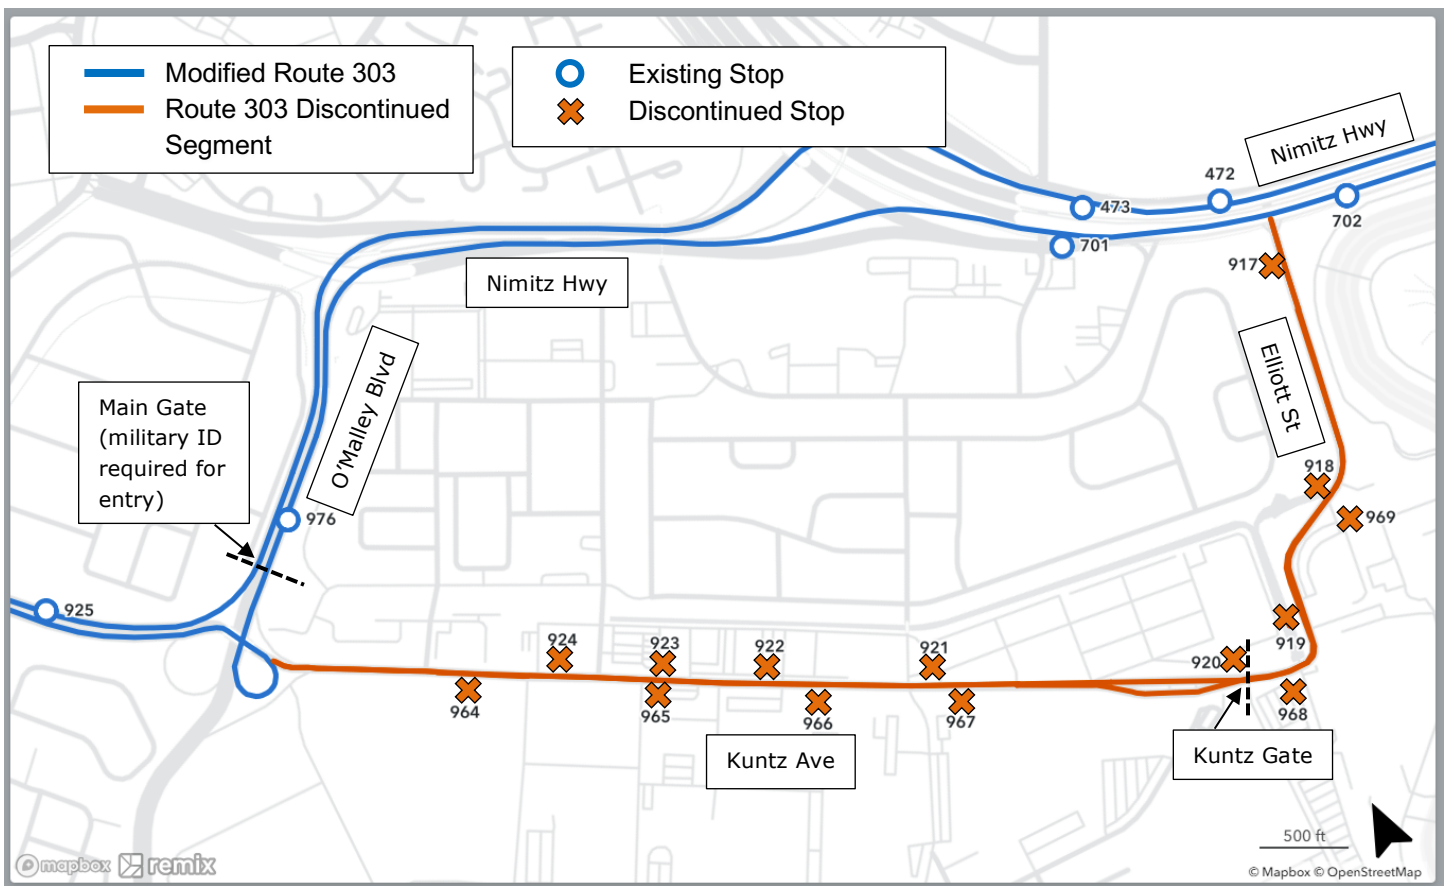 Modified Route 303
Route 303 Discontinued
Segment
Existing Stop
Discontinued Stop
Nimitz Hwy
472
473
702
701
917
Nimitz Hwy
Elliott St
O'Malley Blvd
Main Gate
(military ID
required for
entry)
918
969
976
925
924
923
922
921
919
920
964
965
966
967
968
Kuntz Ave
Kuntz Gate
500 ft
mapbox remix
© Mapbox © OpenStreetMap